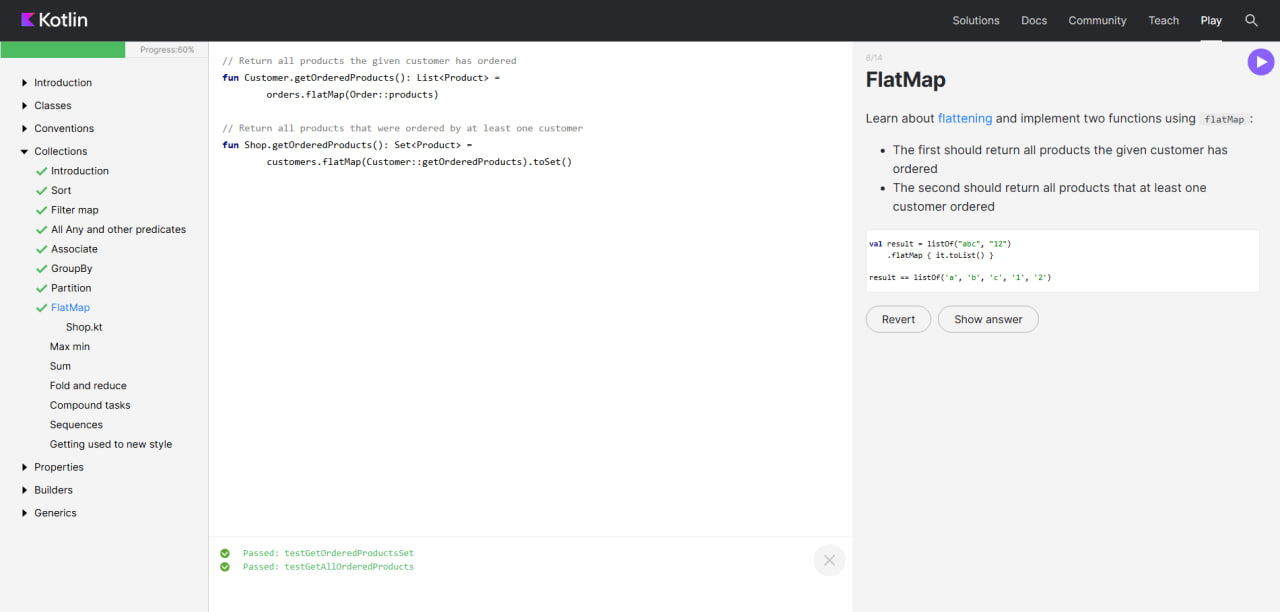 Kotlin
Solutions Docs Community Teach Play
Progress:60%
Introduction
Classes
Conventions
Collections
Introduction
Sort
Filter map
All Any and other predicates
Associate
GroupBy
Partition
FlatMap
Shop.kt
Max min
Sum
Fold and reduce
Compound tasks
Sequences
Getting used to new style
Properties
Builders
Generics
// Return all products the given customer has ordered
fun Customer.getOrderedProducts(): List<Product> =
orders.flatMap(Order::products)
// Return all products that were ordered by at least one customer
fun Shop.getOrderedProducts(): Set<Product> =
customers.flatMap(Customer::getOrderedProducts).toSet()
Passed: testGetOrderedProductsSet
Passed: testGetAllOrderedProducts
8/14
FlatMap
Learn about flattening and implement two functions using flatMap :
• The first should return all products the given customer has
ordered
• The second should return all products that at least one
customer ordered
val result = listOf("abc", "12")
.flatMap { it.toList() }
result == listOf('a', 'b', 'c', '1', '2')
Revert Show answer